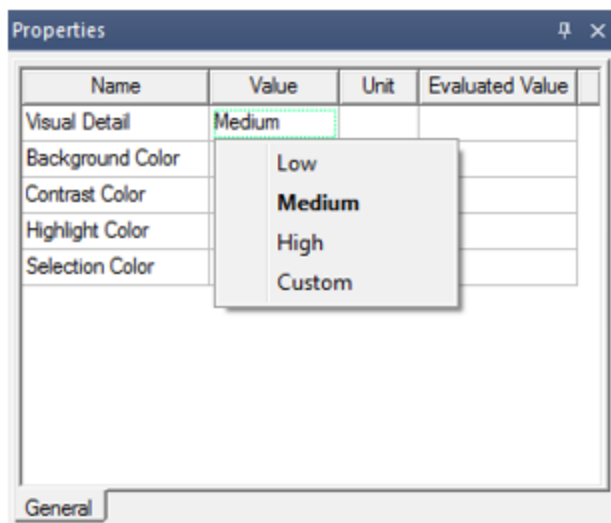 Properties
Name Value Unit Evaluated Value
Visual Detail Medium
Background Color
Contrast Color
Highlight Color
Selection Color
Low
Medium
High
Custom
General